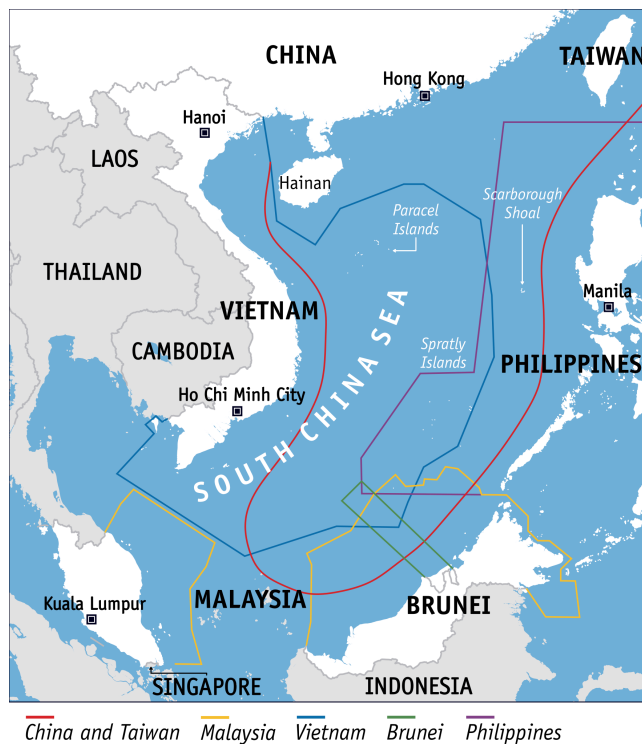 CHINA
TAIWAN
Hong Kong
Hanoi
LAOS
Hainan
Scarborough
Shoal
Paracel
Islands
THAILAND
Manila
VIETNAM
SOUTH CHINA SEA
CAMBODIA
Spratly
Islands
PHILIPPINES
Ho Chi Minh City
Kuala Lumpur
MALAYSIA
BRUNEI
SINGAPORE
INDONESIA
China and Taiwan
Malaysia
Vietnam
Brunei
Philippines